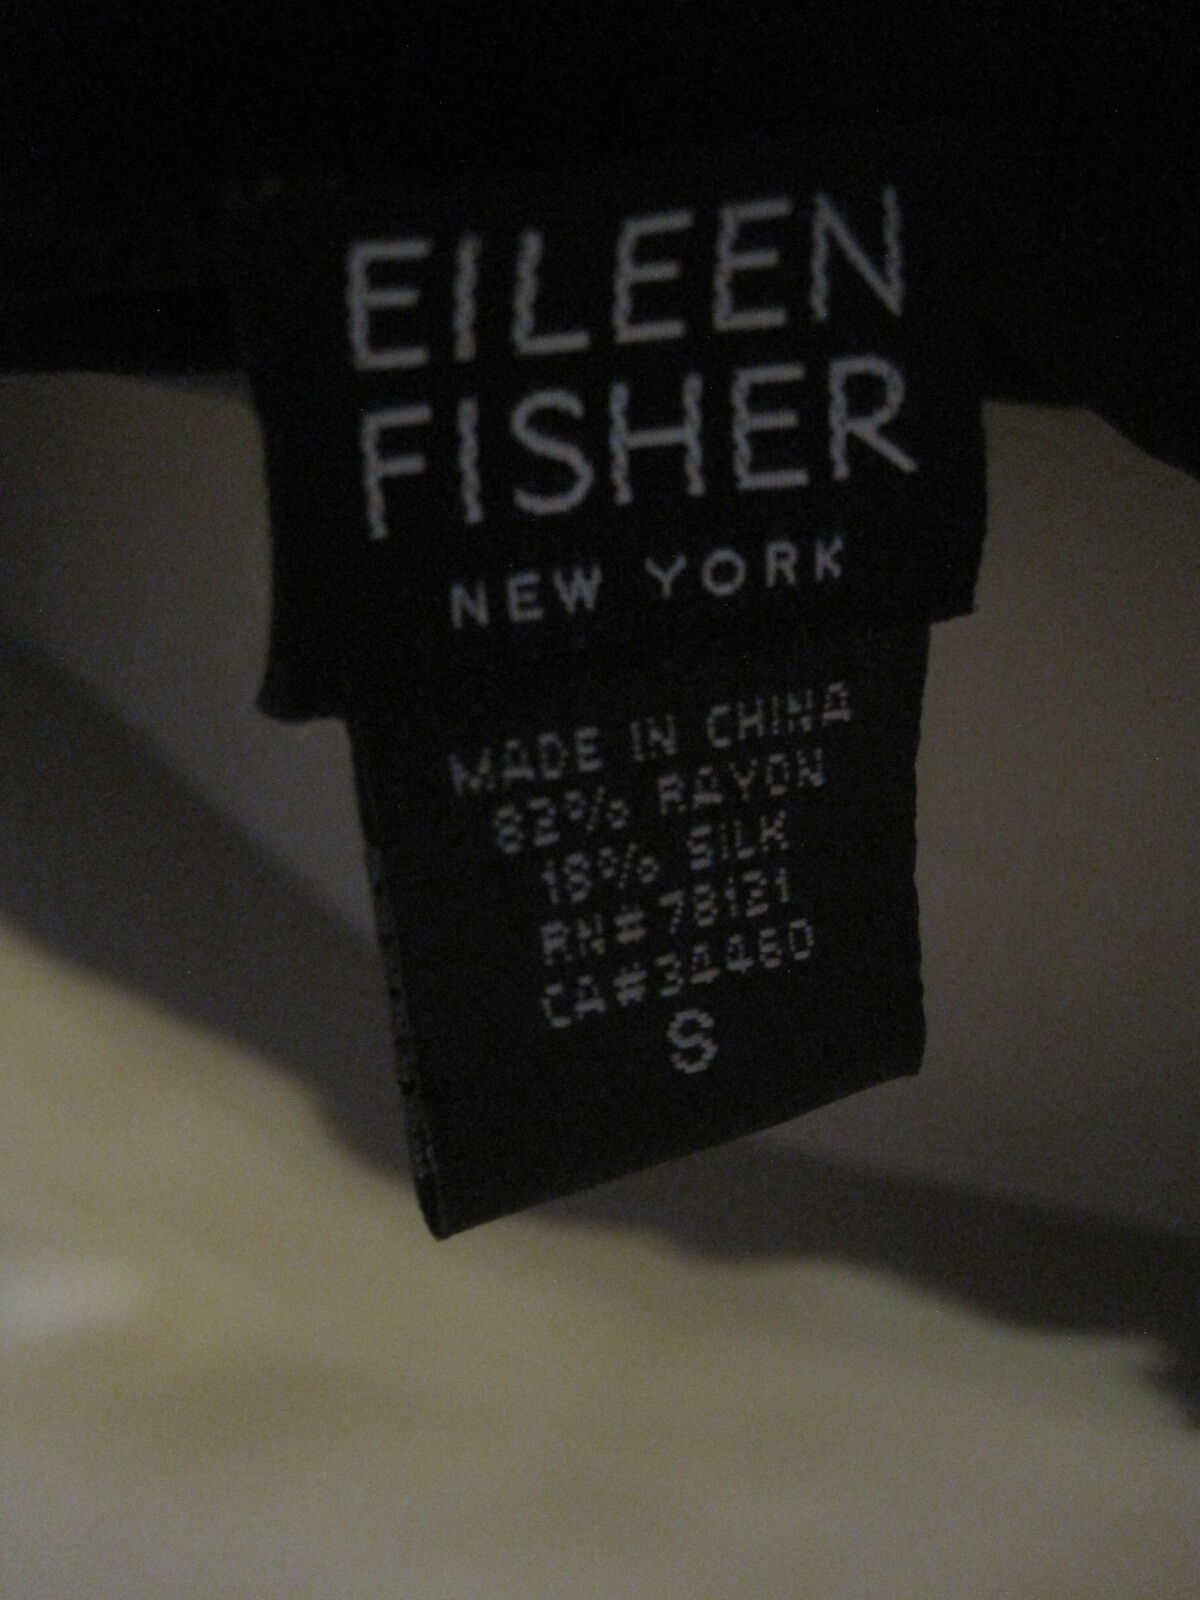 EILEEN
FISHER
NEW YORK
MADE IN CHINA
82% RAYON
18% SILK
RN#78121
CA#34460
S